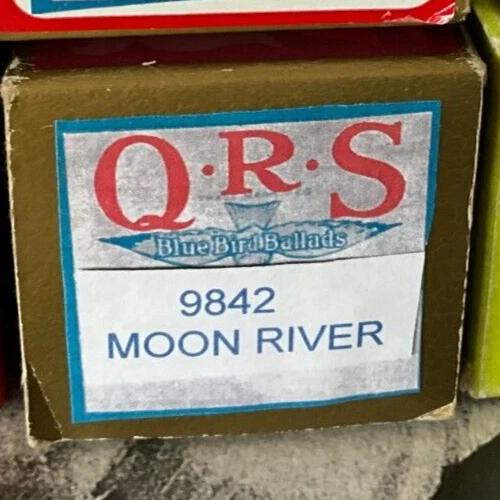 Q·R·S
Blue Bird Ballads
9842
MOON RIVER